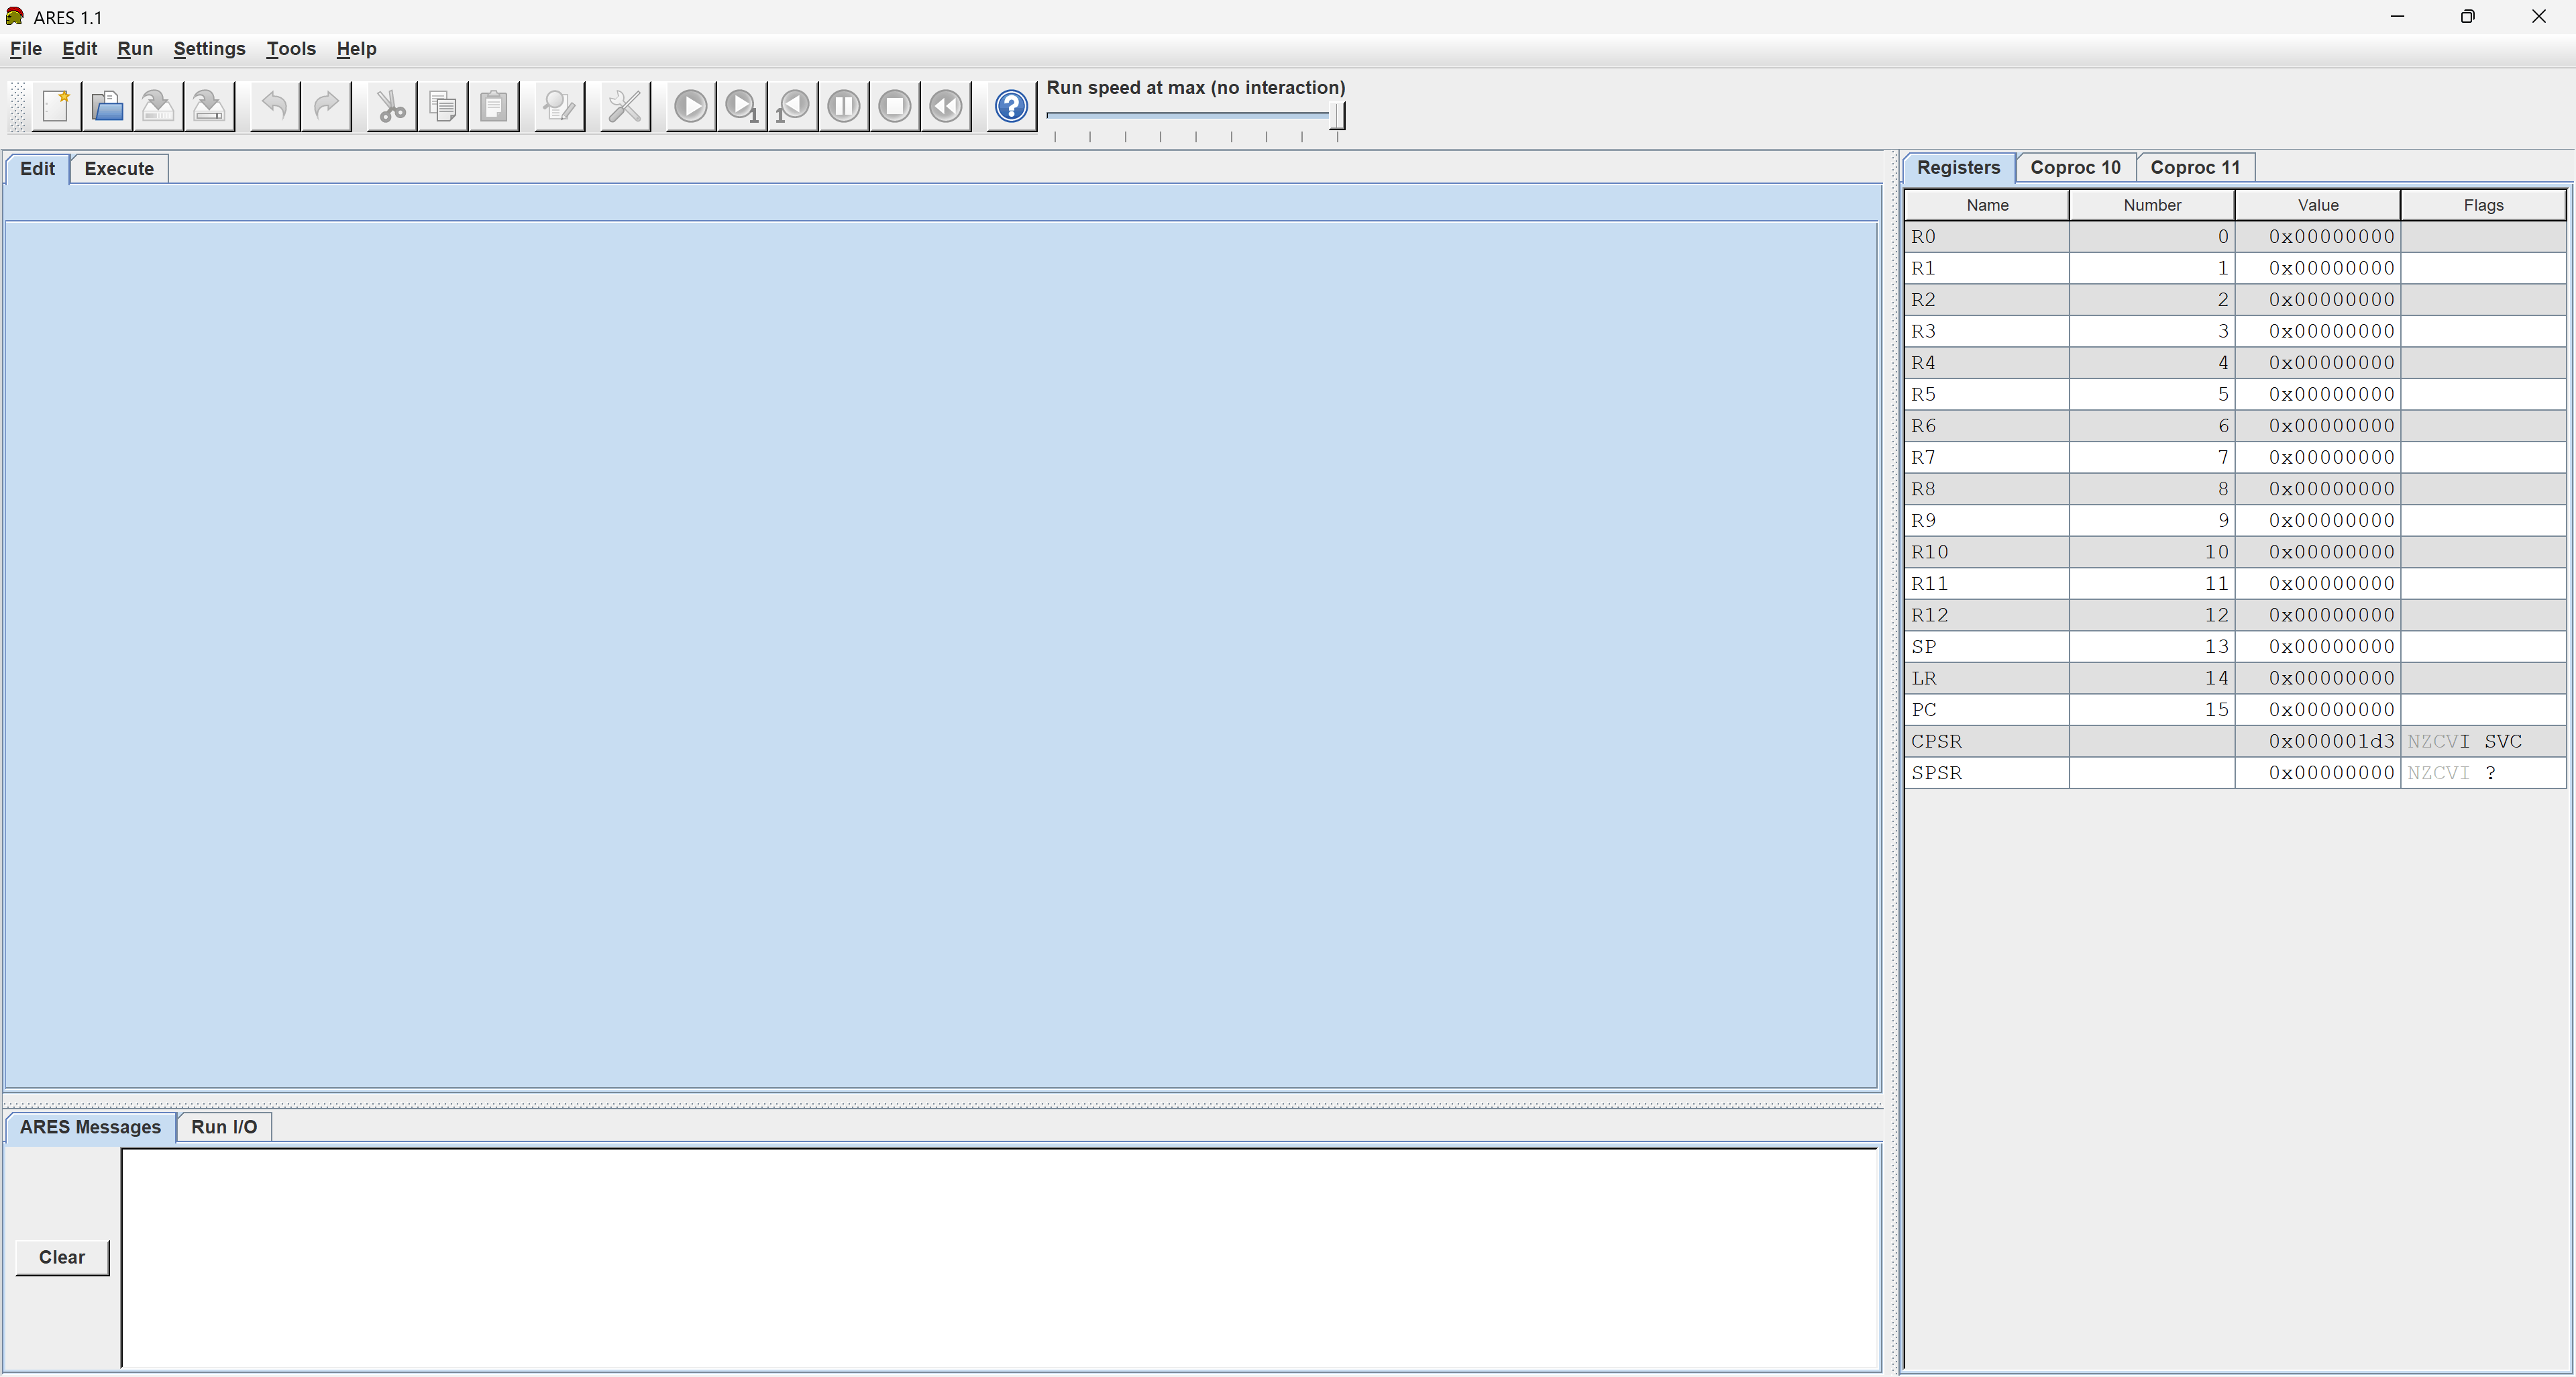 ARES 1.1
File Edit Run Settings Tools Help
Run speed at max (no interaction)
1 1
Edit Execute
Registers Coproc 10 Coproc 11
Name Number Value Flags
R0 0 0x00000000
R1 1 0x00000000
R2 2 0x00000000
R3 3 0x00000000
R4 4 0x00000000
R5 5 0x00000000
R6 6 0x00000000
R7 7 0x00000000
R8 8 0x00000000
R9 9 0x00000000
R10 10 0x00000000
R11 11 0x00000000
R12 12 0x00000000
SP 13 0x00000000
LR 14 0x00000000
PC 15 0x00000000
CPSR 0x000001d3 NZCVI SVC
SPSR 0x00000000 NZCVI ?
ARES Messages Run I/O
Clear